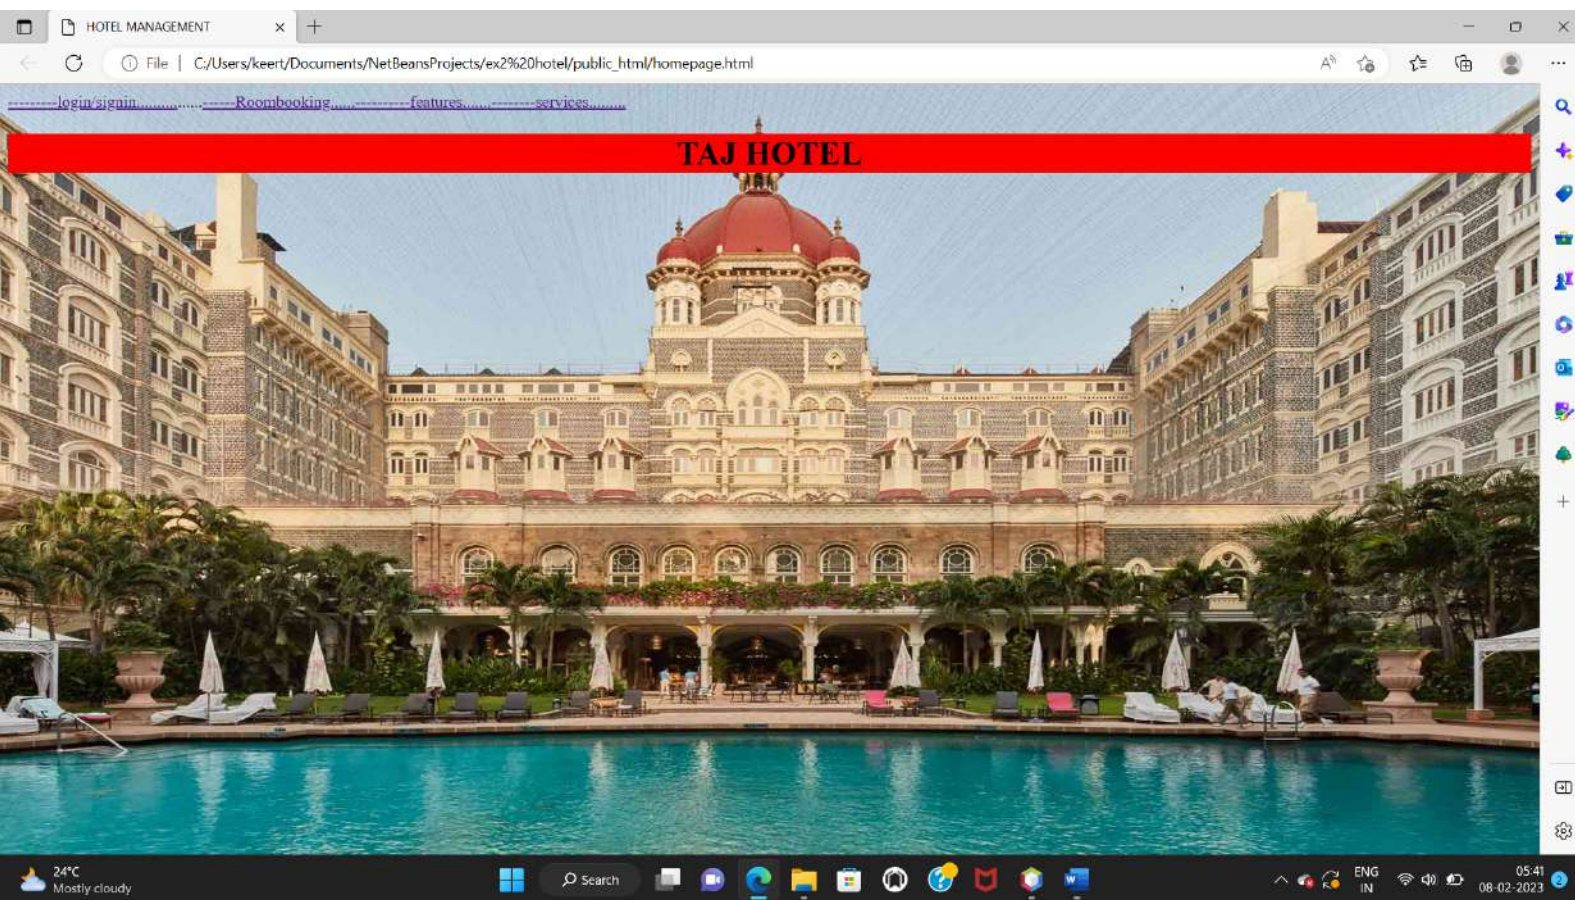 HOTEL MANAGEMENT
File | C:/Users/keert/Documents/NetBeansProjects/ex2%20hotel/public_html/homepage.html
---------login/signin................------Roombooking......----------features.......--------services.........
TAJ HOTEL
24°C
Mostly cloudy
Search
ENG
IN
05:41
08-02-2023
2